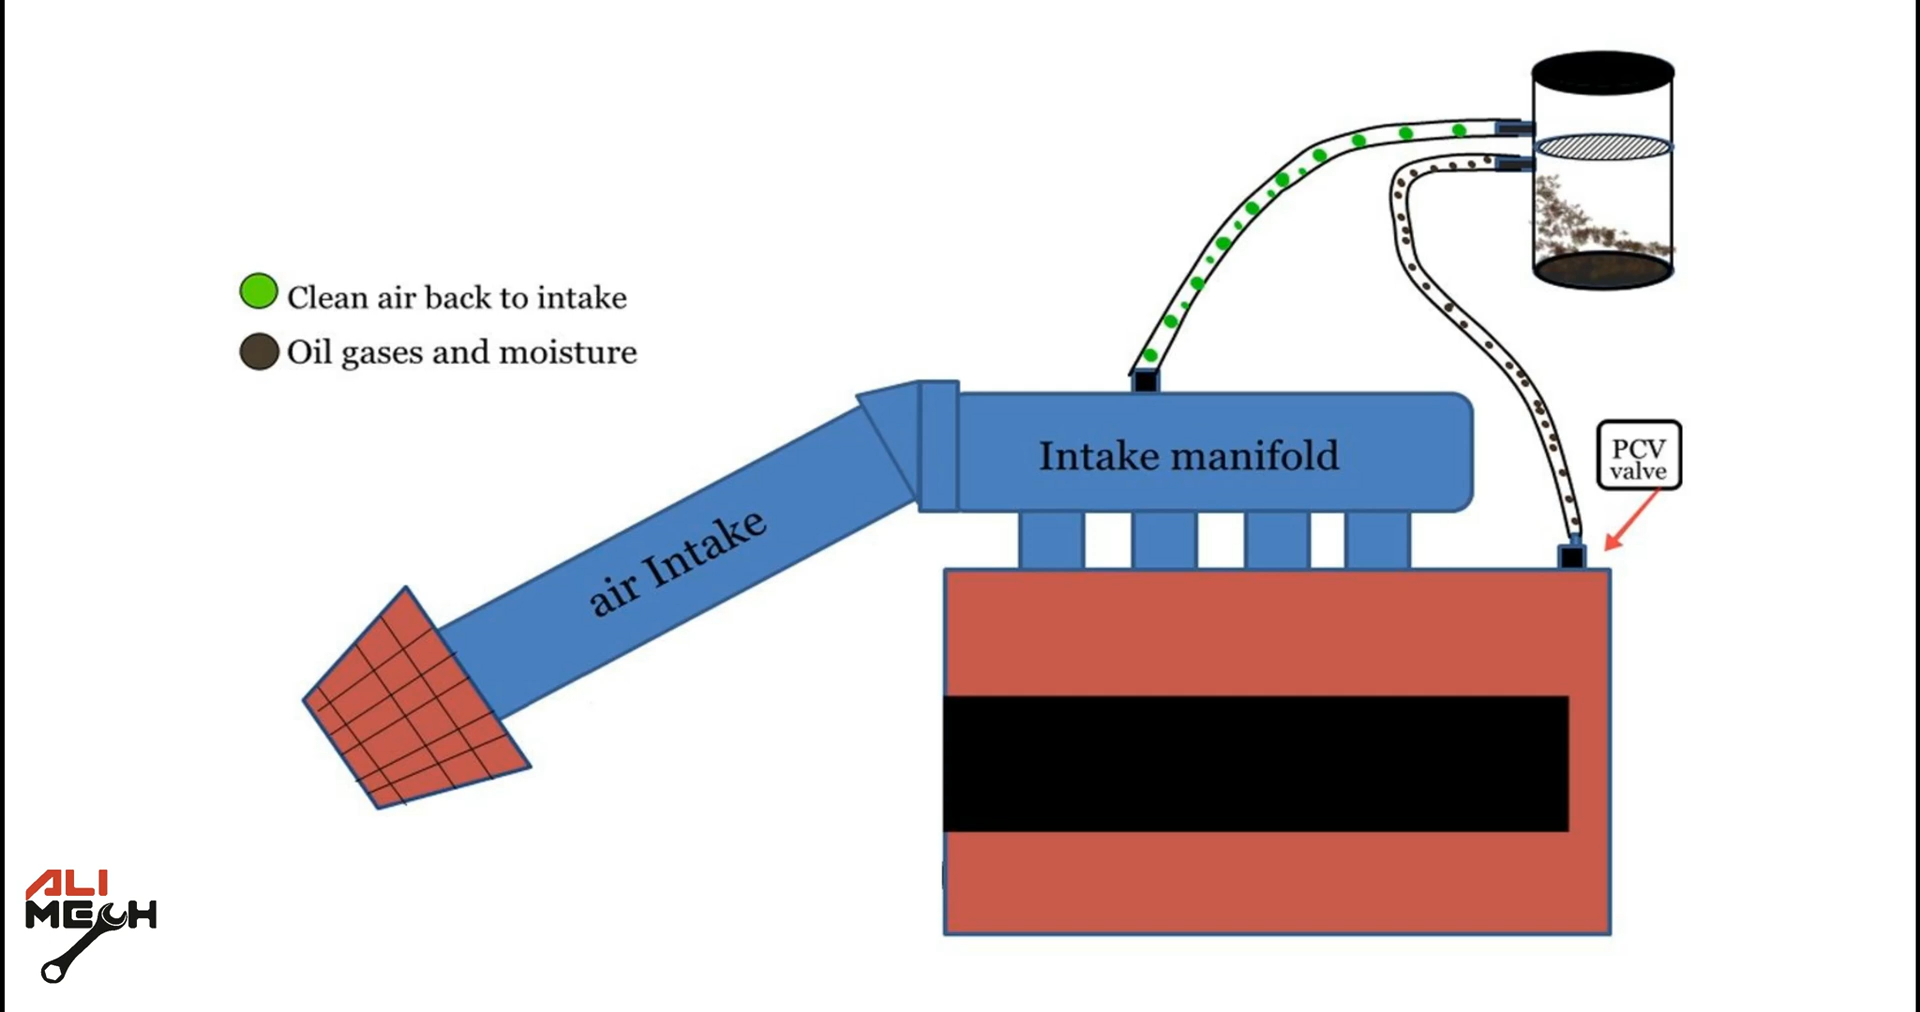 Clean air back to intake
Oil gases and moisture
Intake manifold
PCV
valve
air Intake
ALI
MECH